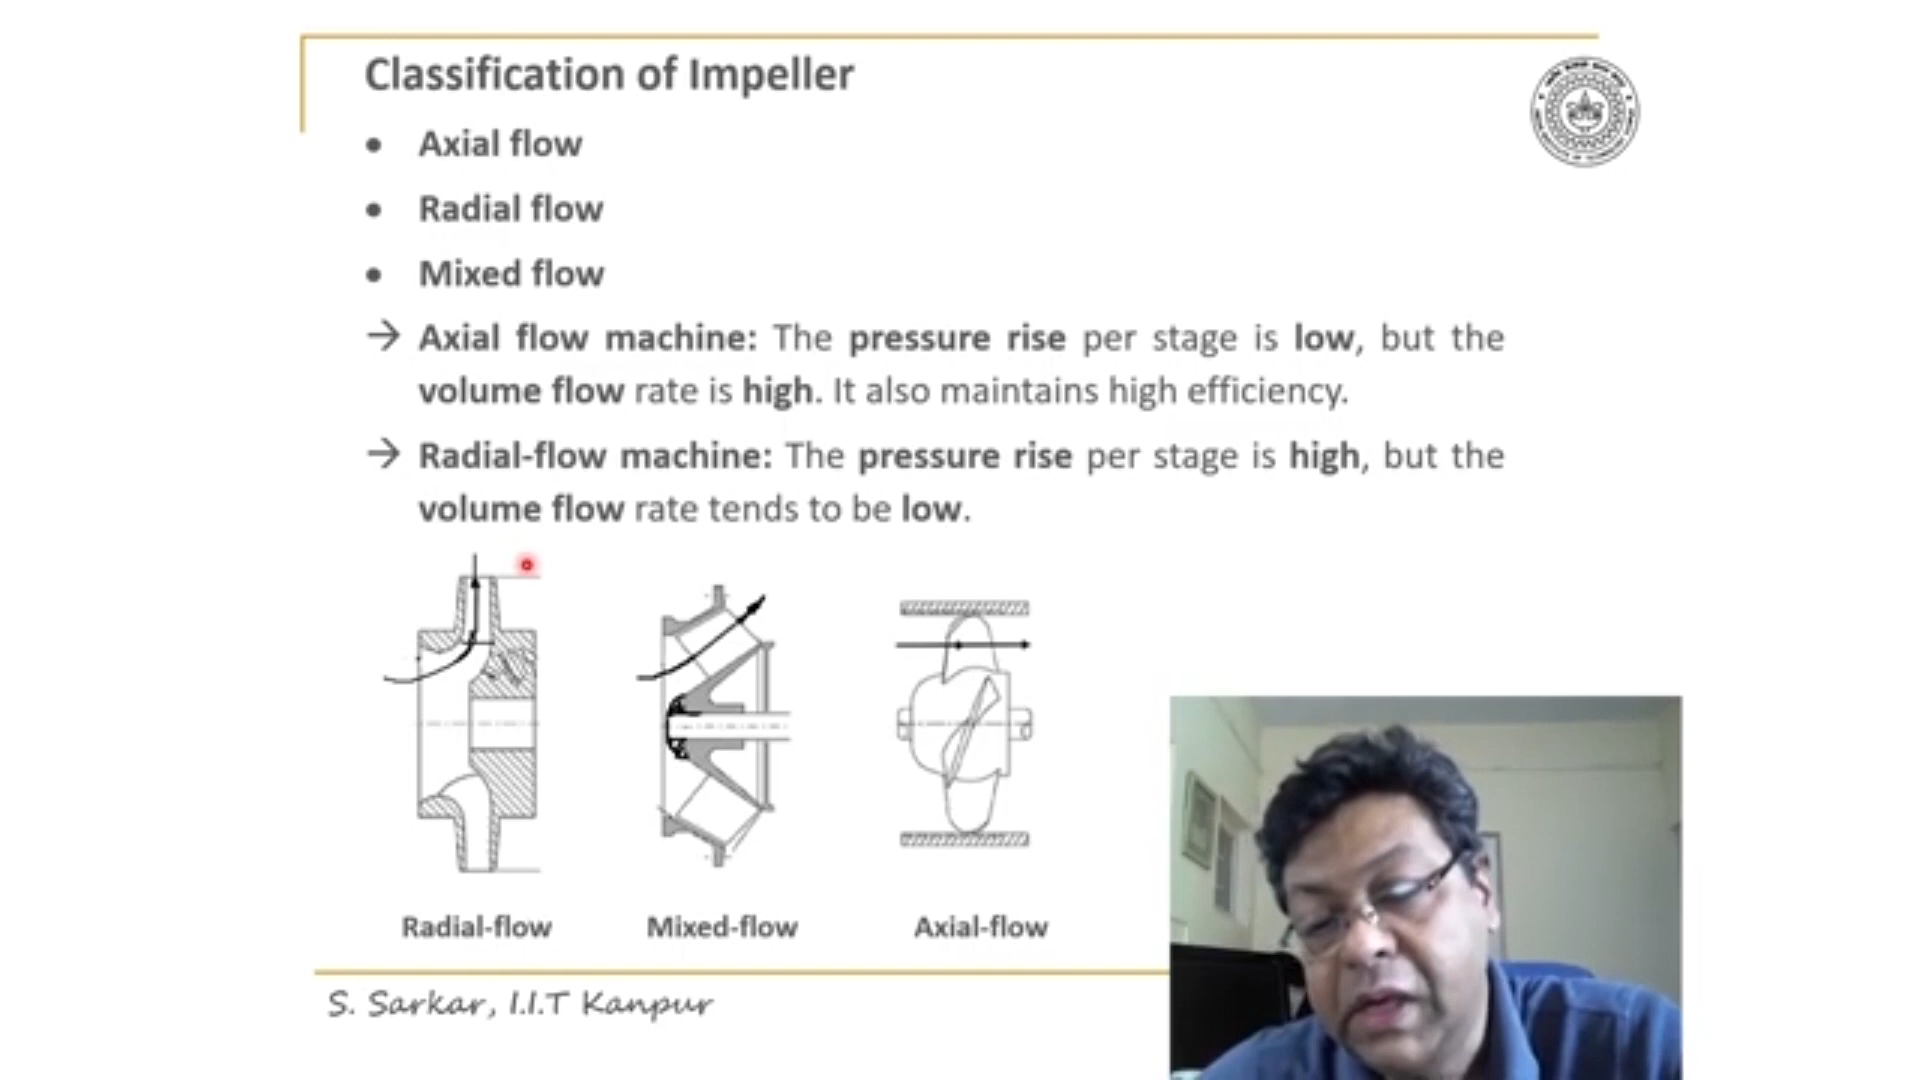 Classification of Impeller
• Axial flow
• Radial flow
• Mixed flow
→ Axial flow machine: The pressure rise per stage is low, but the
volume flow rate is high. It also maintains high efficiency.
→ Radial-flow machine: The pressure rise per stage is high, but the
volume flow rate tends to be low.
Radial-flow
Mixed-flow
Axial-flow
S. Sarkar, I.I.T Kanpur